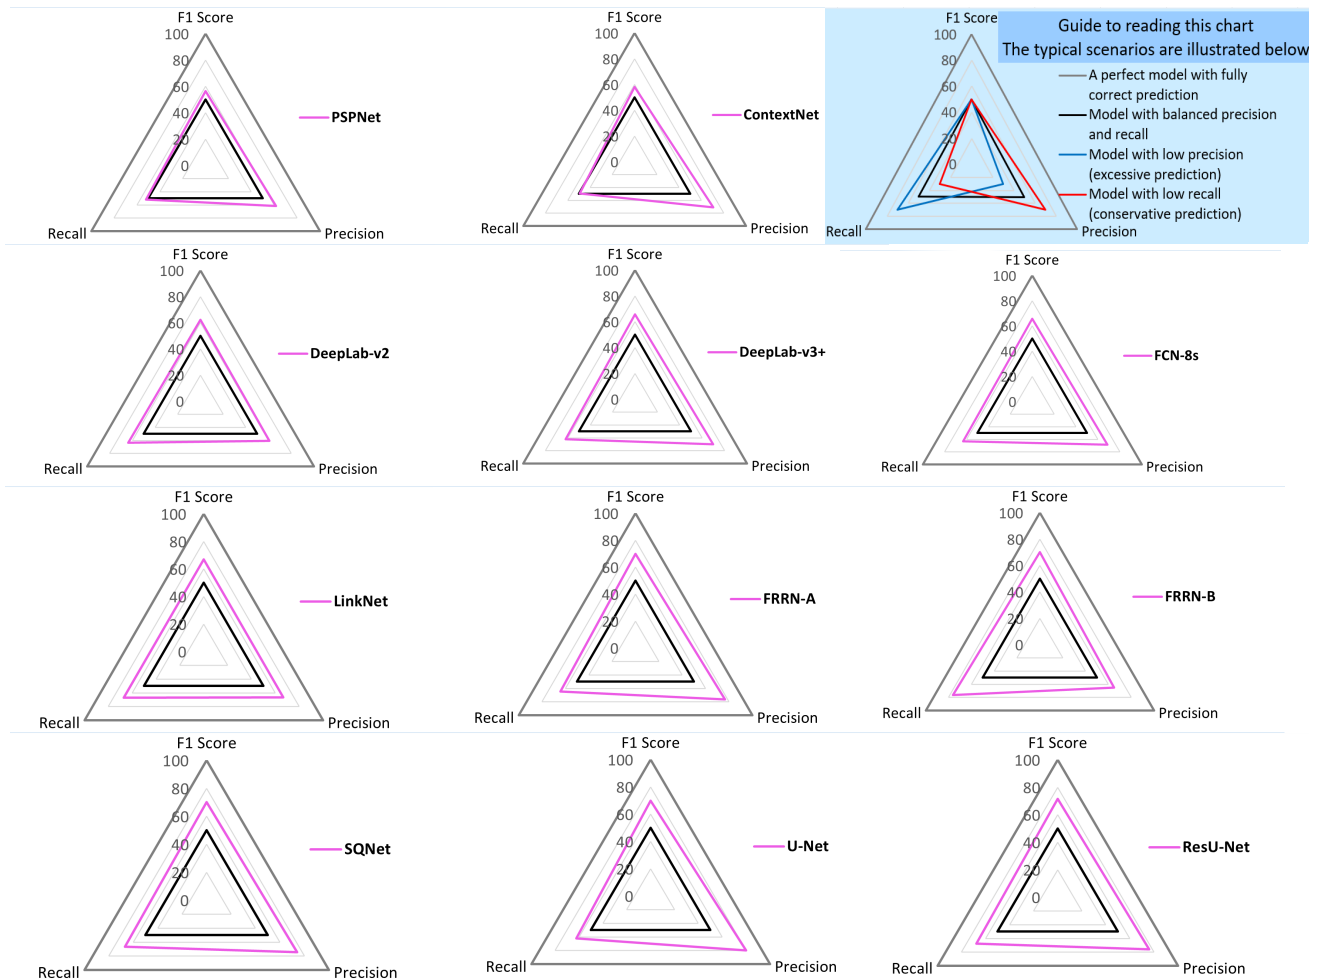 F1 Score
100
80
60
40
20
0
Recall
Precision
PSPNet
F1 Score
100
80
60
40
20
0
Recall
Precision
ContextNet
F1 Score
100
80
60
40
20
0
Recall
Precision
Guide to reading this chart
The typical scenarios are illustrated below
A perfect model with fully
correct prediction
Model with balanced precision
and recall
Model with low precision
(excessive prediction)
Model with low recall
(conservative prediction)
F1 Score
100
80
60
40
20
0
Recall
Precision
DeepLab-v2
F1 Score
100
80
60
40
20
0
Recall
Precision
DeepLab-v3+
F1 Score
100
80
60
40
20
0
Recall
Precision
FCN-8s
F1 Score
100
80
60
40
20
0
Recall
Precision
LinkNet
F1 Score
100
80
60
40
20
0
Recall
Precision
FRRN-A
F1 Score
100
80
60
40
20
0
Recall
Precision
FRRN-B
F1 Score
100
80
60
40
20
0
Recall
Precision
SQNet
F1 Score
100
80
60
40
20
0
Recall
Precision
U-Net
F1 Score
100
80
60
40
20
0
Recall
Precision
ResU-Net